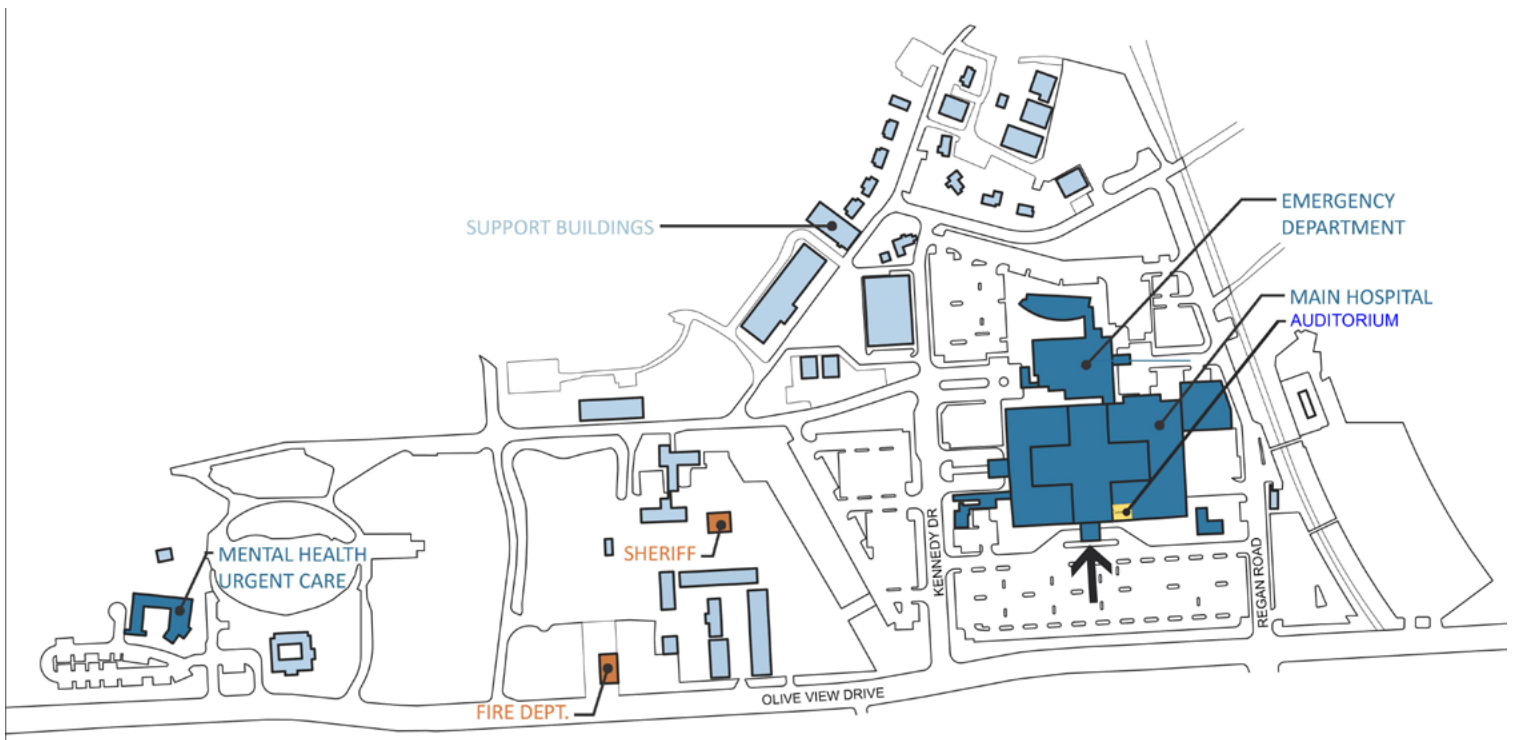 SUPPORT BUILDINGS
EMERGENCY
DEPARTMENT
MAIN HOSPITAL
AUDITORIUM
KENNEDY DR
SHERIFF
MENTAL HEALTH
URGENT CARE
REGAN ROAD
OLIVE VIEW DRIVE
FIRE DEPT.